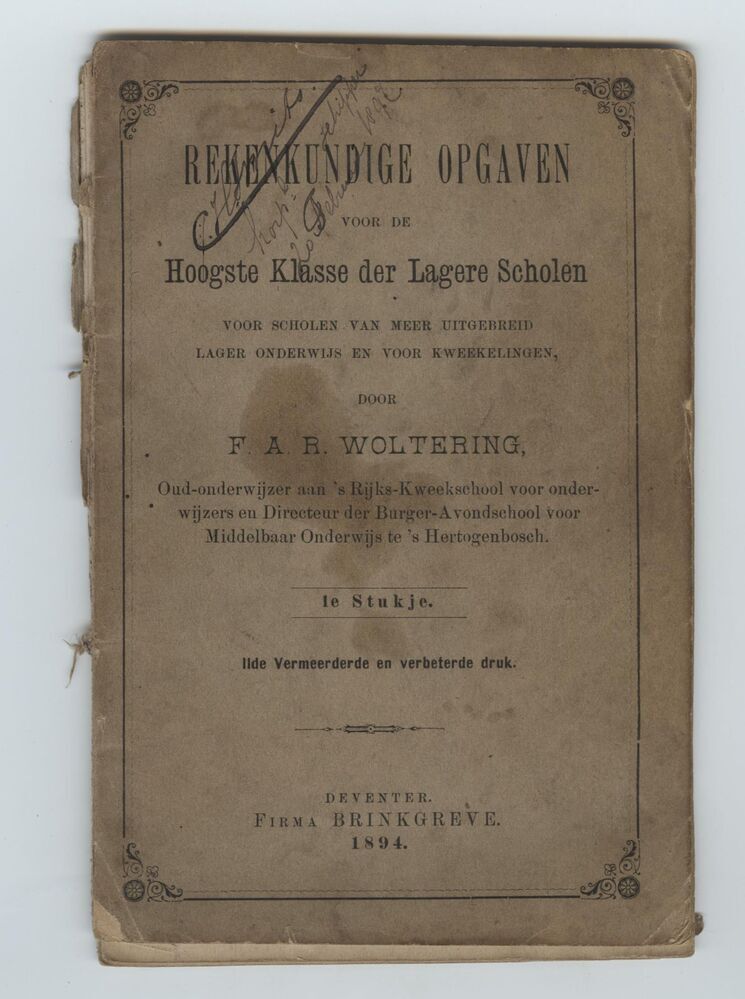 REKENKUNDIGE OPGAVEN
VOOR DE
Hoogste Klasse der Lagere Scholen
VOOR SCHOLEN VAN MEER UITGEBREID
LAGER ONDERWIJS EN VOOR KWEEKELINGEN,
DOOR
F. A. R. WOLTERING,
Oud-onderwijzer aan 's Rijks-Kweekschool voor onder-
wijzers en Directeur der Burger-Avondschool voor
Middelbaar Onderwijs te 's Hertogenbosch.
1e Stukje.
IIde Vermeerderde en verbeterde druk.
DEVENTER.
FIRMA BRINKGREVE.
1894.